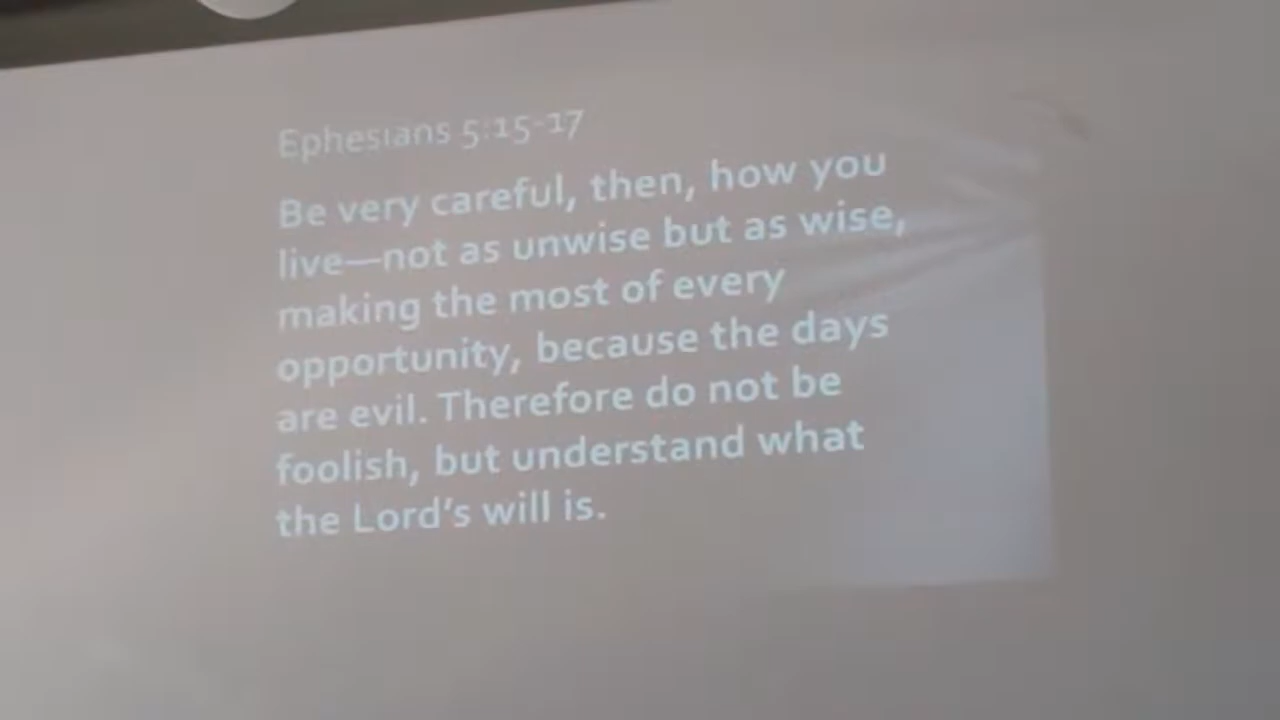 Ephesians 5:15-17
Be very careful, then, how you
live—not as unwise but as wise,
making the most of every
opportunity, because the days
are evil. Therefore do not be
foolish, but understand what
the Lord's will is.